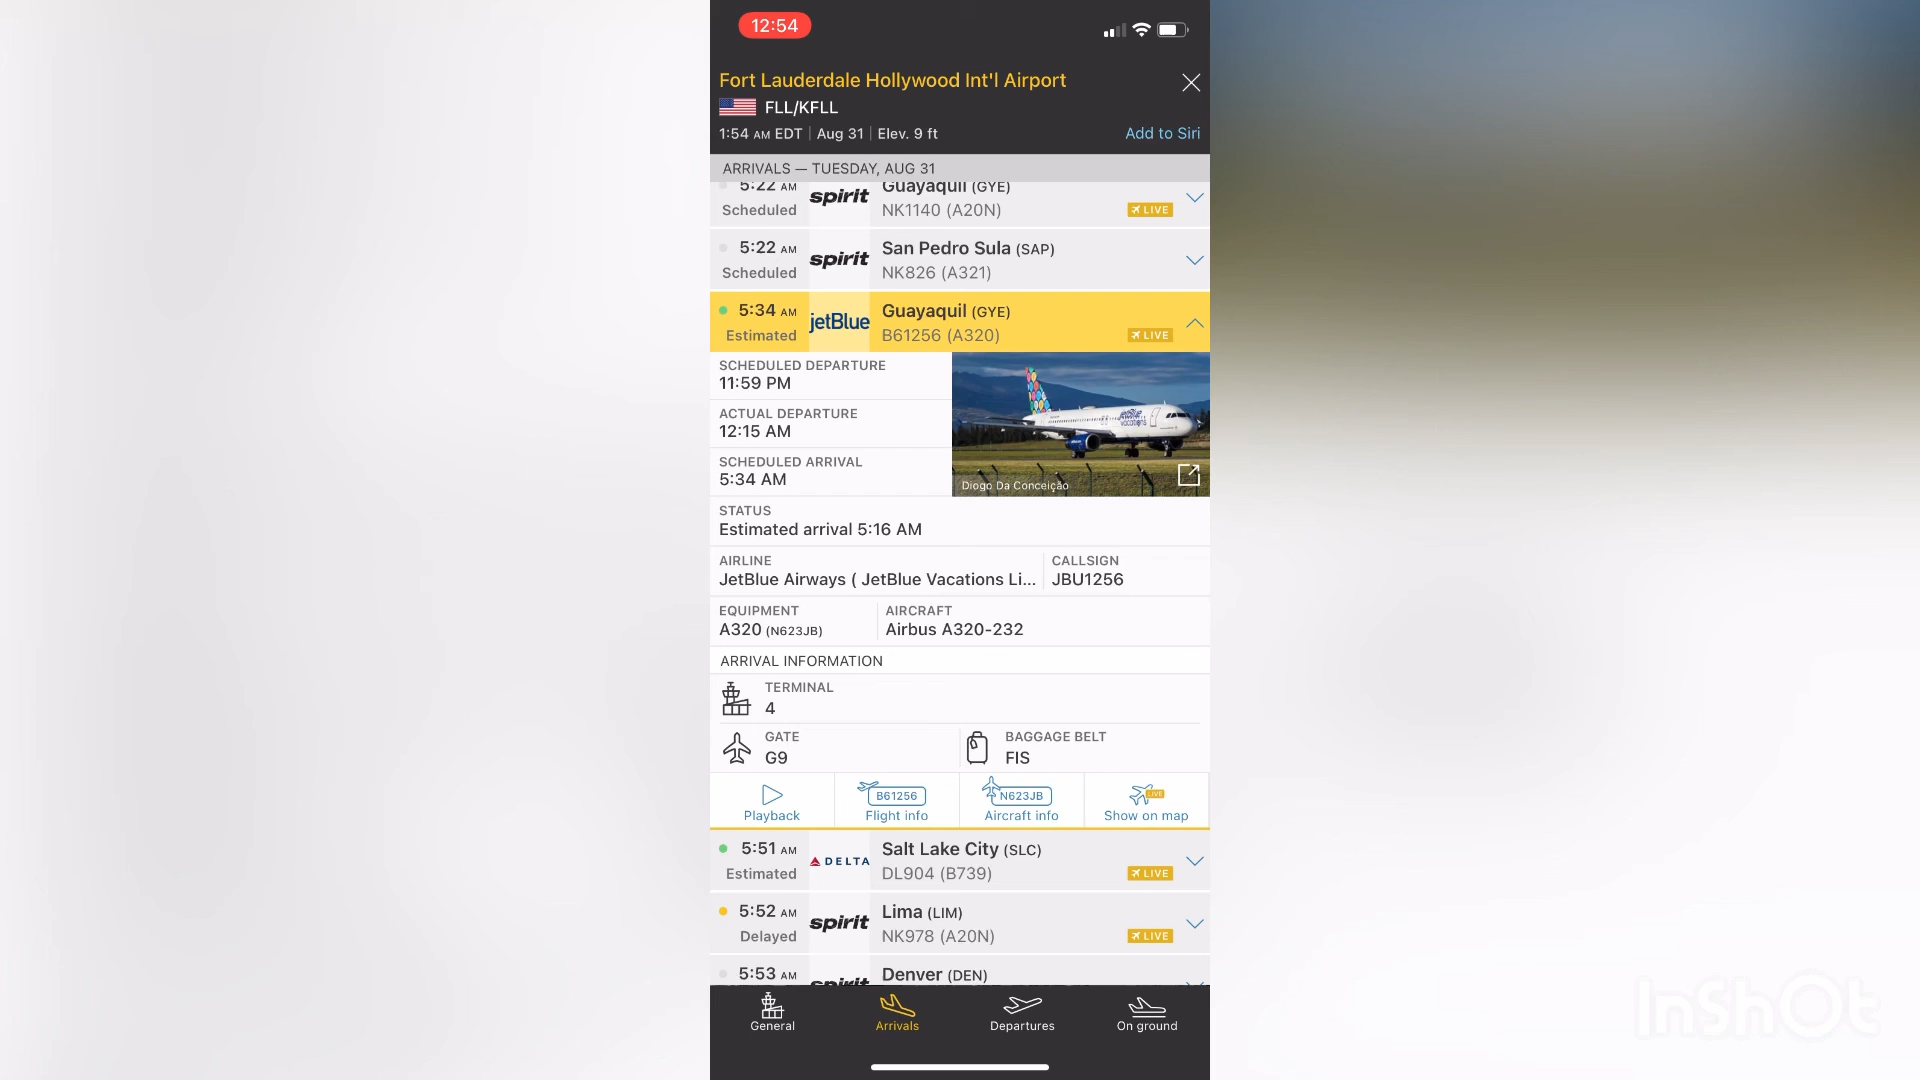 12:54
Fort Lauderdale Hollywood Int'l Airport
FLL/KFLL
1:54 AM EDT | Aug 31 | Elev. 9 ft
Add to Siri
ARRIVALS — TUESDAY, AUG 31
5:22 AM
Scheduled
spirit
Guayaquil (GYE)
NK1140 (A20N)
LIVE
5:22 AM
Scheduled
spirit
San Pedro Sula (SAP)
NK826 (A321)
5:34 AM
Estimated
jetBlue
Guayaquil (GYE)
B61256 (A320)
LIVE
SCHEDULED DEPARTURE
11:59 PM
ACTUAL DEPARTURE
12:15 AM
SCHEDULED ARRIVAL
5:34 AM
jetBlue
vacations
Diogo Da Conceição
STATUS
Estimated arrival 5:16 AM
AIRLINE
JetBlue Airways ( JetBlue Vacations Li...
CALLSIGN
JBU1256
EQUIPMENT
A320 (N623JB)
AIRCRAFT
Airbus A320-232
ARRIVAL INFORMATION
TERMINAL
4
GATE
G9
BAGGAGE BELT
FIS
Playback
B61256
Flight info
N623JB
Aircraft info
LIVE
Show on map
5:51 AM
Estimated
DELTA
Salt Lake City (SLC)
DL904 (B739)
LIVE
5:52 AM
Delayed
spirit
Lima (LIM)
NK978 (A20N)
LIVE
5:53 AM
spirit
Denver (DEN)
General
Arrivals
Departures
On ground
InShOt